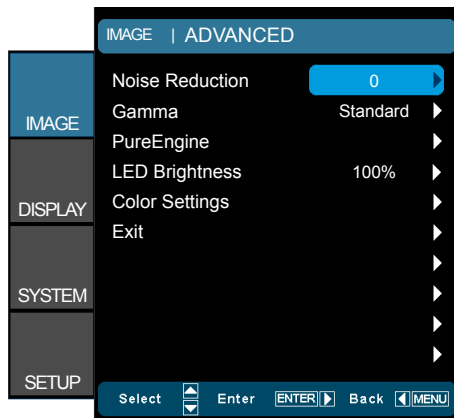 IMAGE | ADVANCED
Noise Reduction 0
Gamma Standard
PureEngine
LED Brightness 100%
Color Settings
Exit
IMAGE
DISPLAY
SYSTEM
SETUP
Select Enter ENTER Back MENU